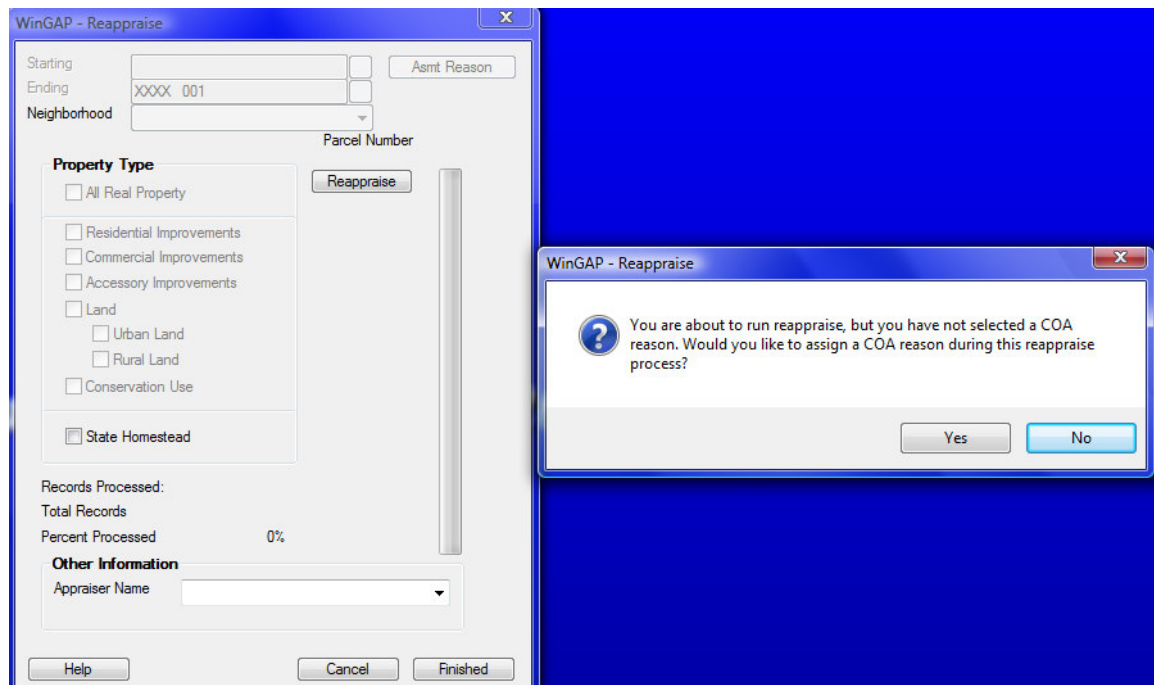 WinGAP - Reappraise
X
Starting
Asmt Reason
Ending XXXX 001
Neighborhood
Parcel Number
Property Type
Reappraise
All Real Property
Residential Improvements
Commercial Improvements
Accessory Improvements
Land
Urban Land
Rural Land
Conservation Use
State Homestead
Records Processed:
Total Records
Percent Processed 0%
Other Information
Appraiser Name
Help Cancel Finished
WinGAP - Reappraise
X
?
You are about to run reappraise, but you have not selected a COA
reason. Would you like to assign a COA reason during this reappraise
process?
Yes No